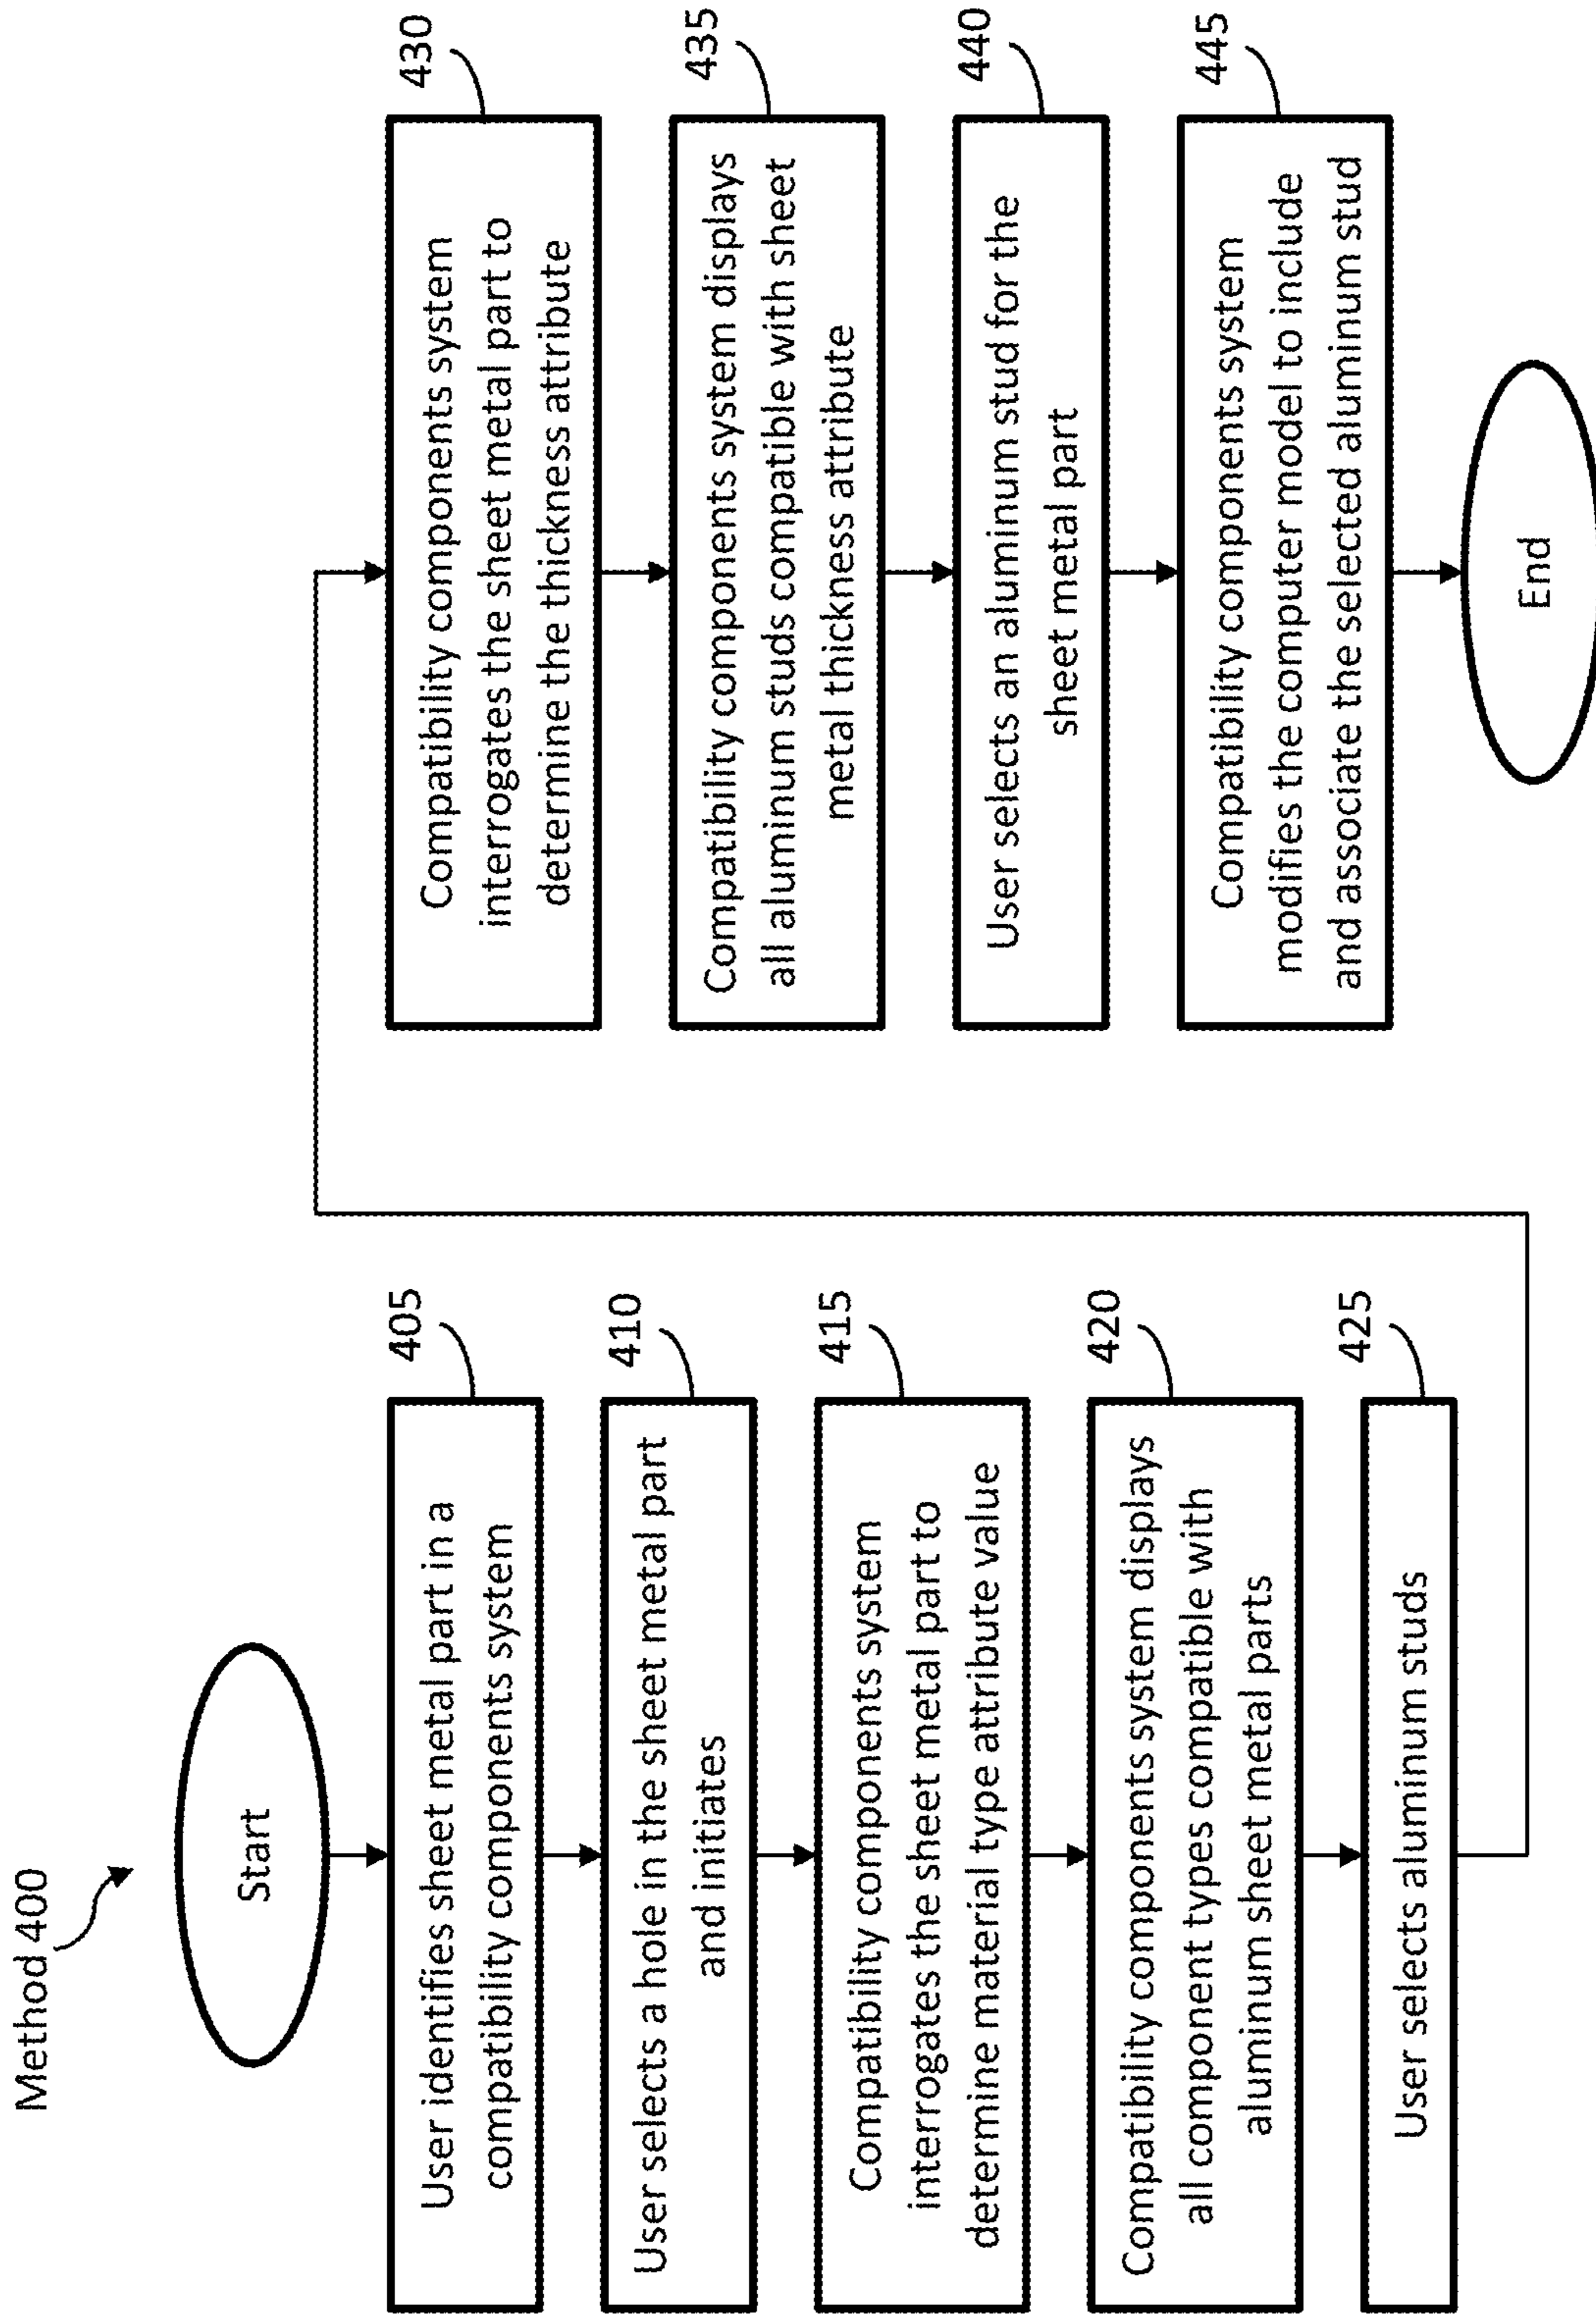 Method 400
Start
405
User identifies sheet metal part in a
compatibility components system
410
User selects a hole in the sheet metal part
and initiates
415
Compatibility components system
interrogates the sheet metal part to
determine material type attribute value
420
Compatibility components system displays
all component types compatible with
aluminum sheet metal parts
425
User selects aluminum studs
430
Compatibility components system
interrogates the sheet metal part to
determine the thickness attribute
435
Compatibility components system displays
all aluminum studs compatible with sheet
metal thickness attribute
440
User selects an aluminum stud for the
sheet metal part
445
Compatibility components system
modifies the computer model to include
and associate the selected aluminum stud
End